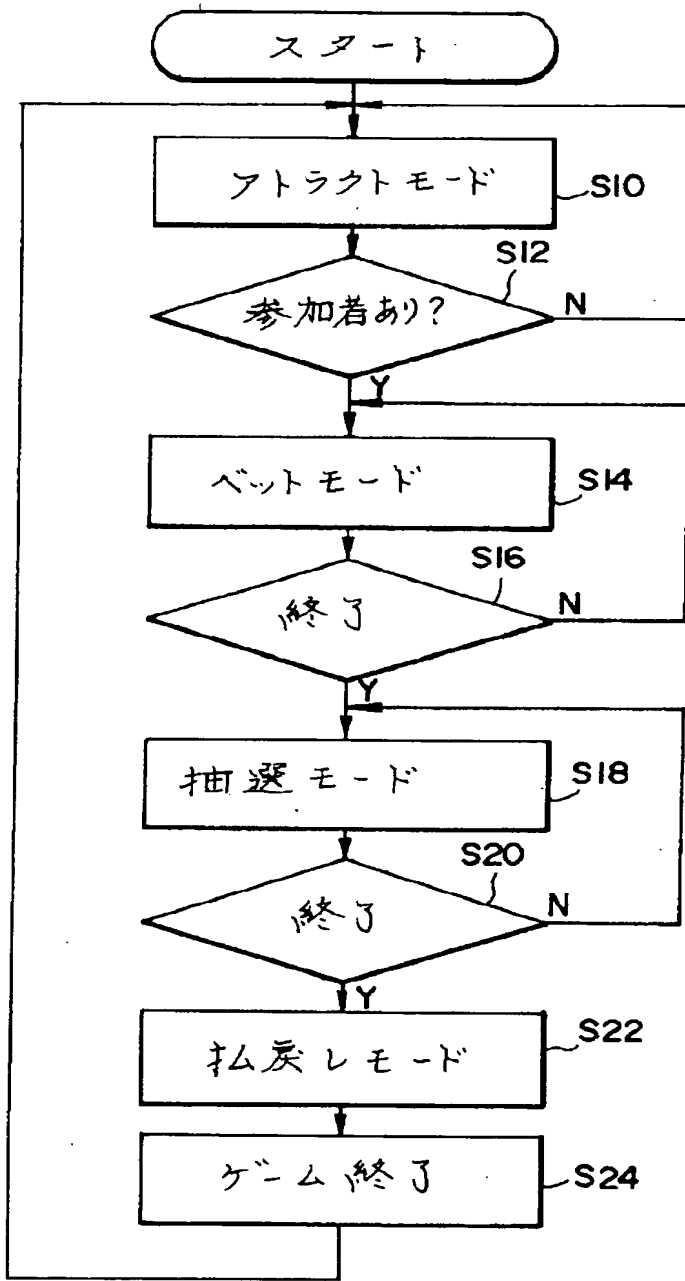 スタート
アトラクトモード
S10
S12
参加者あり?
N
Y
ベットモード
S14
S16
終了
N
Y
抽選モード
S18
S20
終了
N
Y
払戻しモード
S22
ゲーム終了
S24